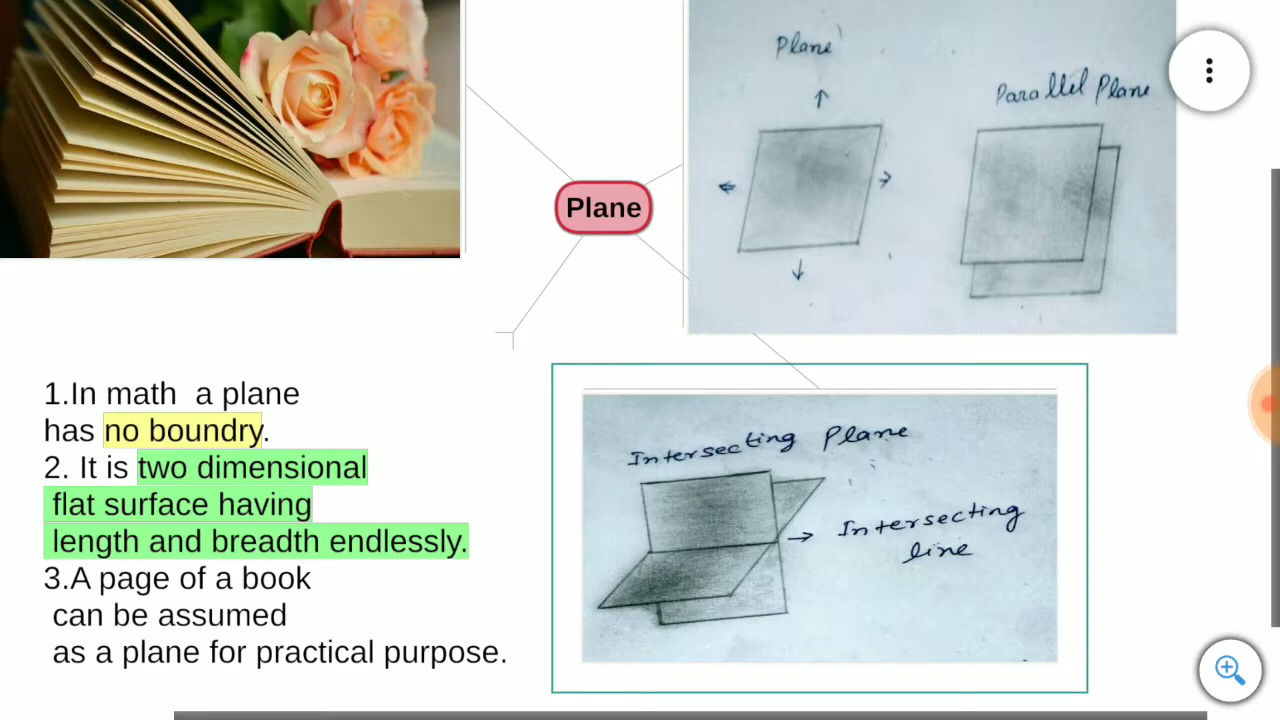 Plane
Parallel Plane
Plane
1.In math a plane
has no boundry.
2. It is two dimensional
flat surface having
length and breadth endlessly.
3.A page of a book
can be assumed
as a plane for practical purpose.
Intersecting Plane
Intersecting
line